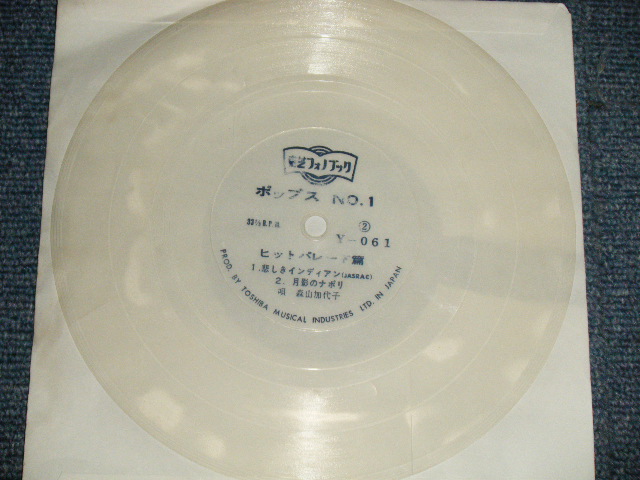 東芝フォノブック
ポップス NO.1
33⅓ R.P.M. ②
Y-061
ヒットパレード篇
1. 悲しきインディアン(JASRAC)
2. 月影のナポリ
唄 森山加代子
PROD. BY TOSHIBA MUSICAL INDUSTRIES LTD. IN JAPAN